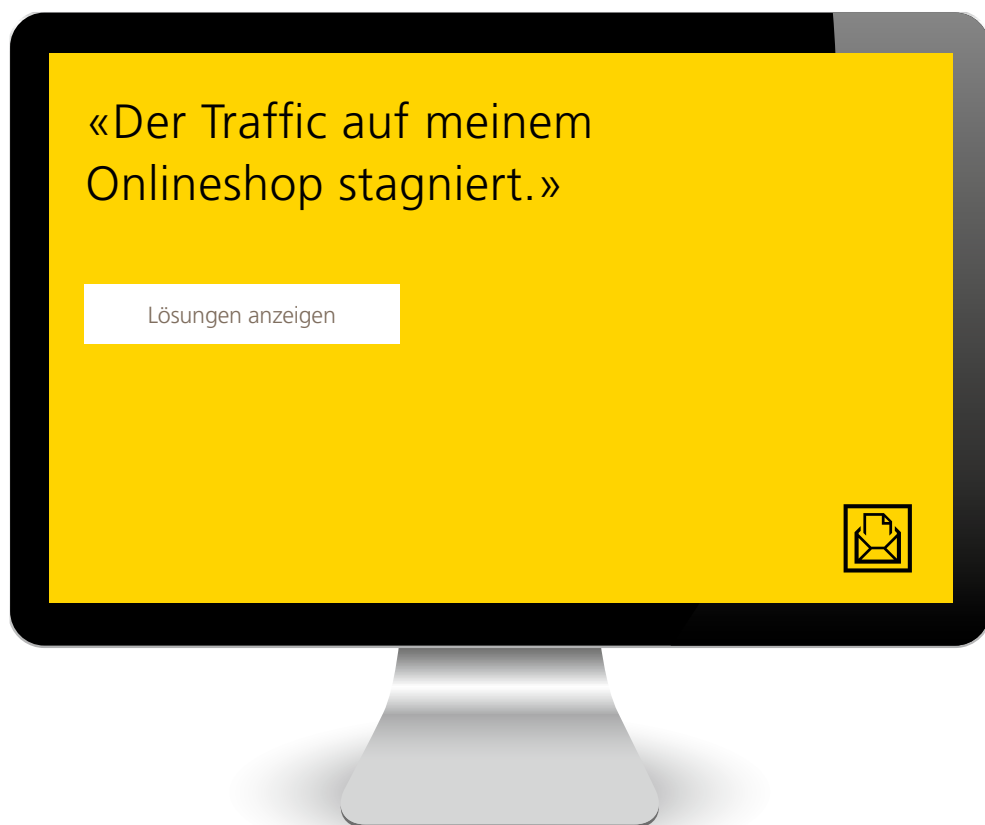 «Der Traffic auf meinem
Onlineshop stagniert.»
Lösungen anzeigen